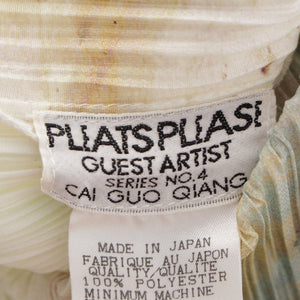 PLEATS PLEASE
GUEST ARTIST
SERIES NO.4
CAI GUO QIANG
MADE IN JAPAN
FABRIQUE AU JAPON
QUALITY/QUALITE
100% POLYESTER
MINIMUM MACHINE